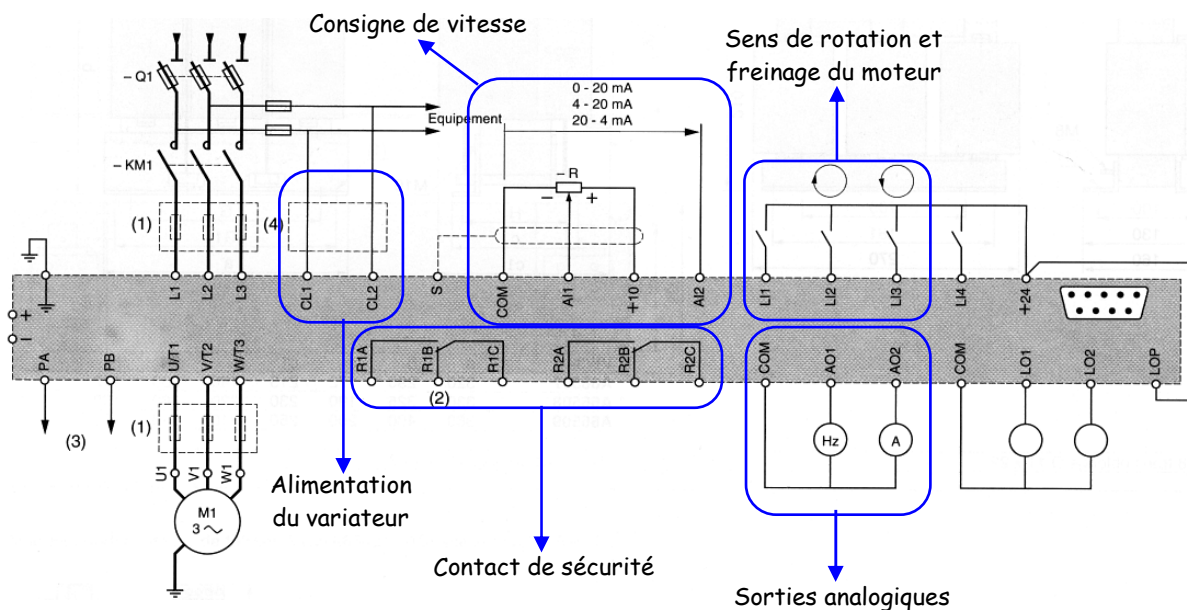 Consigne de vitesse
Sens de rotation et
freinage du moteur
– Q1
0 - 20 mA
4 - 20 mA
20 - 4 mA
Equipement
– KM1
– R
– +
(1)
(4)
L1 L2 L3 CL1 CL2 S COM AI1 +10 AI2 LI1 LI2 LI3 LI4 +24
+
–
PA PB U/T1 V/T2 W/T3 R1A R1B R1C R2A R2B R2C COM AO1 AO2 COM LO1 LO2 LOP
(2)
(3)
(1)
Hz A
U1 V1 W1
M1
3
Alimentation
du variateur
Contact de sécurité
Sorties analogiques